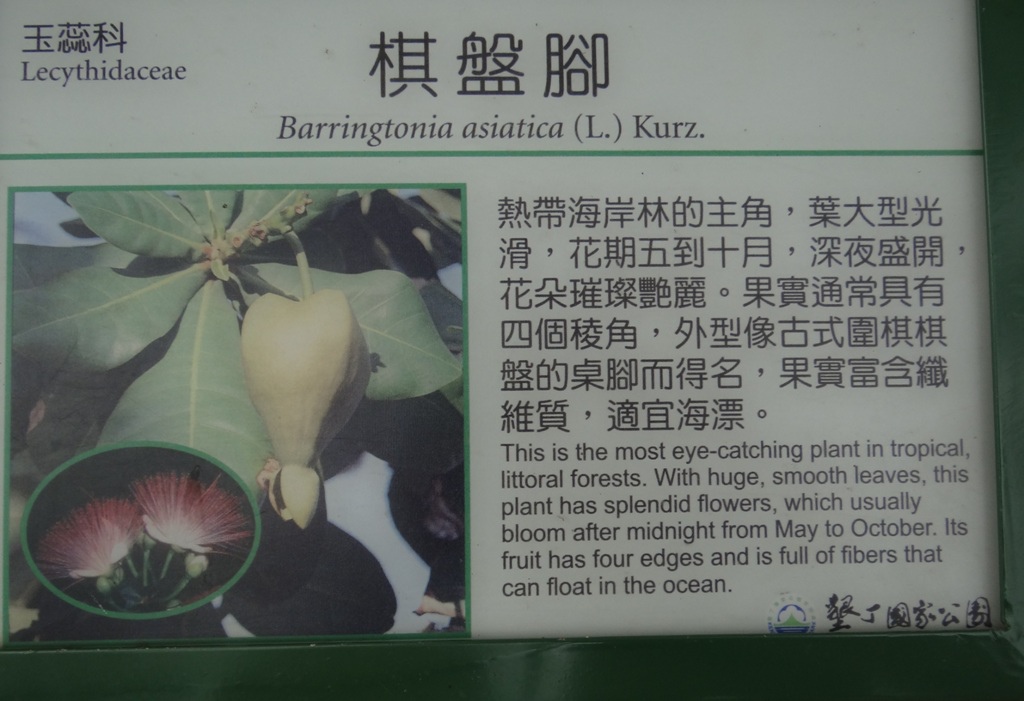 玉蕊科
Lecythidaceae
棋盤腳
Barringtonia asiatica (L.) Kurz.
熱帶海岸林的主角，葉大型光
滑，花期五到十月，深夜盛開，
花朵璀璨艷麗。果實通常具有
四個稜角，外型像古式圍棋棋
盤的桌腳而得名，果實富含纖
維質，適宜海漂。
This is the most eye-catching plant in tropical,
littoral forests. With huge, smooth leaves, this
plant has splendid flowers, which usually
bloom after midnight from May to October. Its
fruit has four edges and is full of fibers that
can float in the ocean.
墾丁國家公園